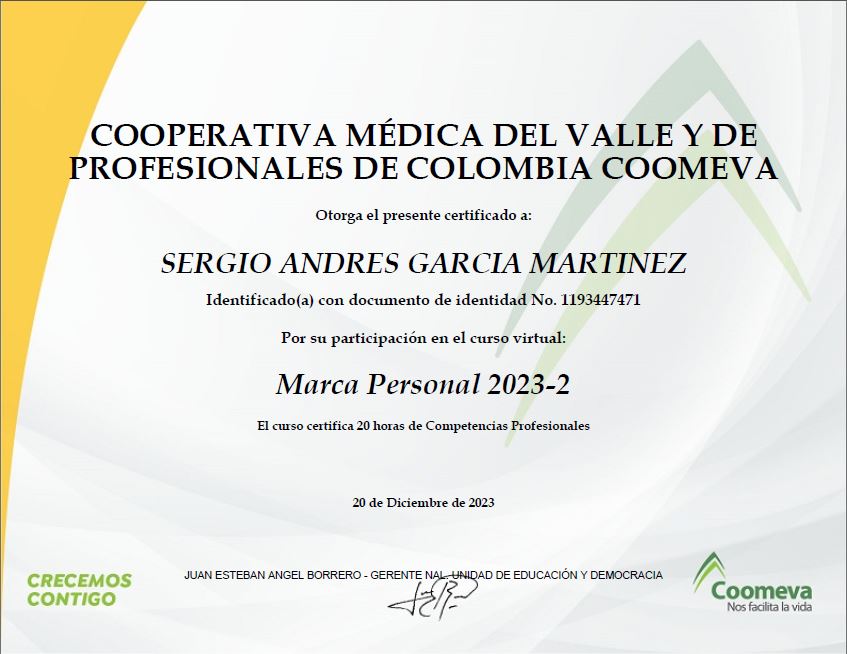 COOPERATIVA MÉDICA DEL VALLE Y DE
PROFESIONALES DE COLOMBIA COOMEVA
Otorga el presente certificado a:
SERGIO ANDRES GARCIA MARTINEZ
Identificado(a) con documento de identidad No. 1193447471
Por su participación en el curso virtual:
Marca Personal 2023-2
El curso certifica 20 horas de Competencias Profesionales
20 de Diciembre de 2023
JUAN ESTEBAN ANGEL BORRERO - GERENTE NAL. UNIDAD DE EDUCACIÓN Y DEMOCRACIA
CRECEMOS
CONTIGO
Coomeva
Nos facilita la vida